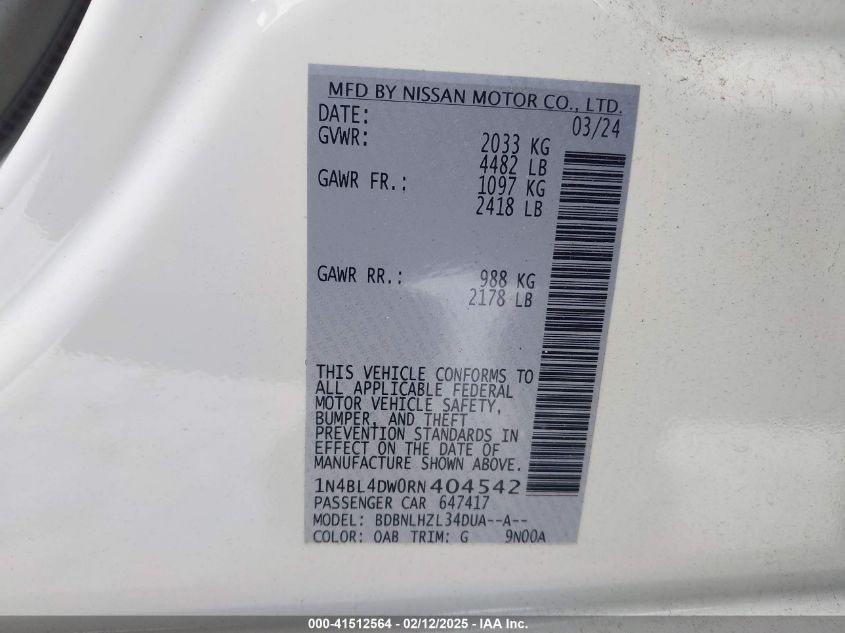 MFD BY NISSAN MOTOR CO., LTD.
DATE: 03/24
GVWR: 2033 KG
4482 LB
GAWR FR.: 1097 KG
2418 LB
GAWR RR.: 988 KG
2178 LB
THIS VEHICLE CONFORMS TO
ALL APPLICABLE FEDERAL
MOTOR VEHICLE SAFETY,
BUMPER, AND THEFT
PREVENTION STANDARDS IN
EFFECT ON THE DATE OF
MANUFACTURE SHOWN ABOVE.
1N4BL4DW0RN404542
PASSENGER CAR 647417
MODEL: BDBNLHZL34DUA--A--
COLOR: QAB TRIM: G 9N00A
000-41512564 - 02/12/2025 - IAA Inc.